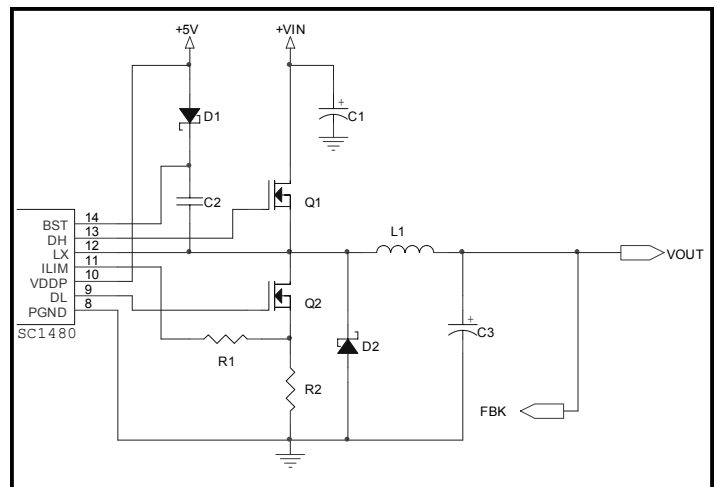 +5V
+VIN
D1
+
C1
C2
Q1
BST 14
DH 13
LX 12
ILIM 11
VDDP 10
DL 9
PGND 8
SC1480
L1
VOUT
Q2
R1
R2
D2
+
C3
FBK